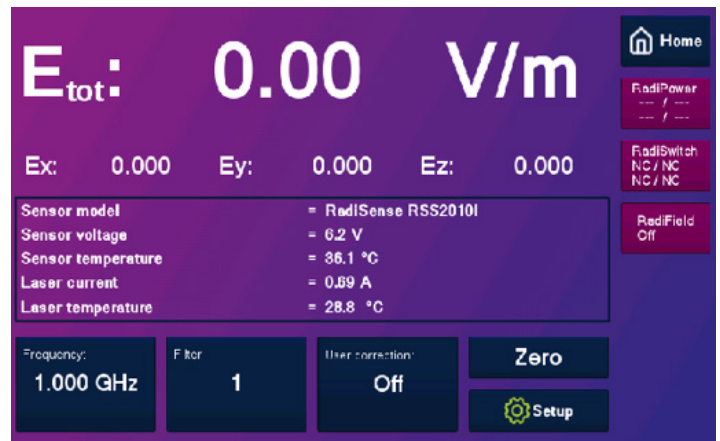 Etot: 0.00 V/m
Home
RadiPower
--- / ---
--- / ---
Ex: 0.000 Ey: 0.000 Ez: 0.000
RadiSwitch
NC / NC
NC / NC
Sensor model = RadiSense RSS2010I
Sensor voltage = 6.2 V
Sensor temperature = 36.1 °C
Laser current = 0.69 A
Laser temperature = 28.8 °C
RadiField
Off
Frequency:
1.000 GHz
Filter
1
User correction:
Off
Zero
Setup